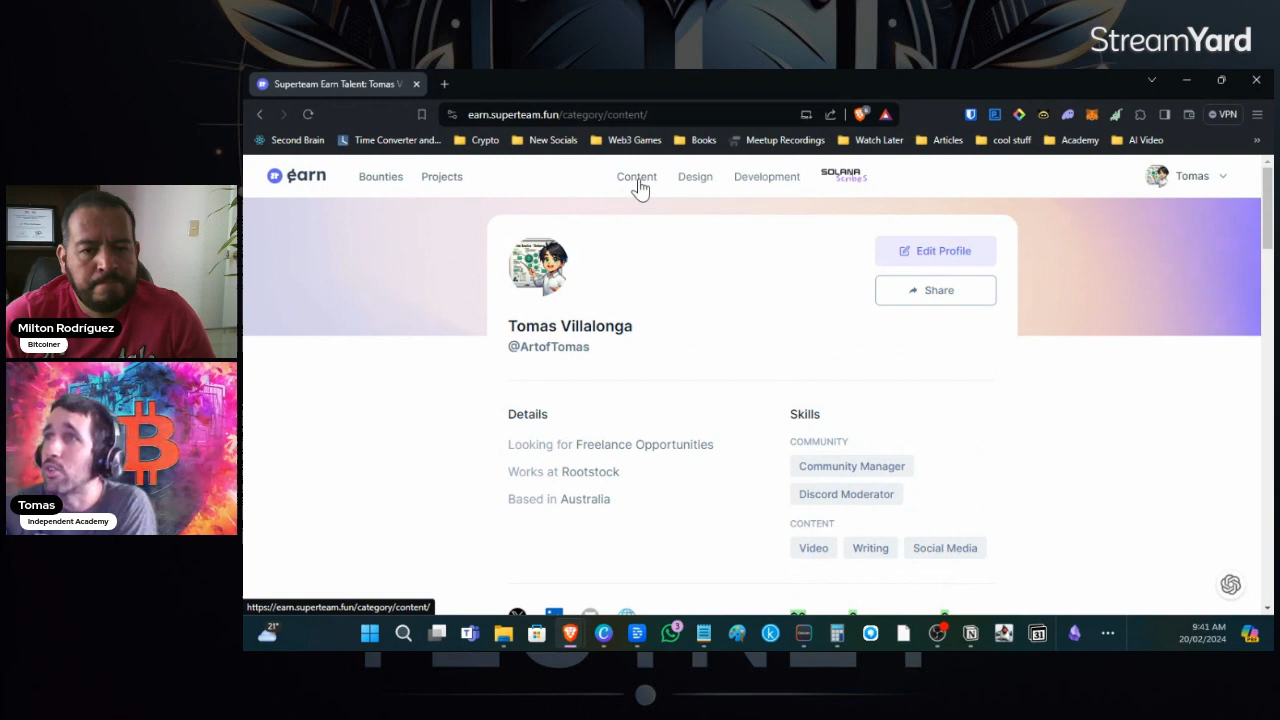 StreamYard
Superteam Earn Talent: Tomas V
earn.superteam.fun/category/content/
VPN
Second Brain
Time Converter and...
Crypto
New Socials
Web3 Games
Books
Meetup Recordings
Watch Later
Articles
cool stuff
Academy
AI Video
»
earn
Bounties
Projects
Content
Design
Development
SOLANA
Scribes
Tomas
Edit Profile
Share
Tomas Villalonga
@ArtofTomas
Details
Looking for Freelance Opportunities
Works at Rootstock
Based in Australia
Skills
COMMUNITY
Community Manager
Discord Moderator
CONTENT
Video
Writing
Social Media
https://earn.superteam.fun/category/content/
Milton Rodríguez
Bitcoiner
Tomas
Independent Academy
21°
3
31
9:41 AM
20/02/2024